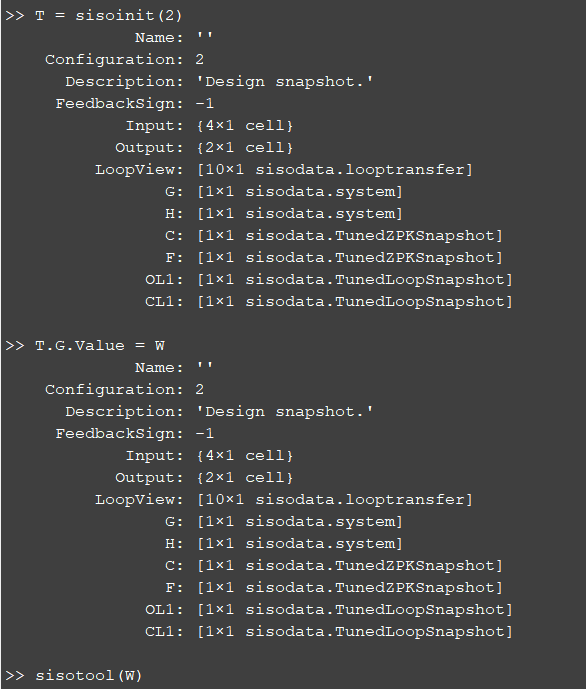 >> T = sisoinit(2)
Name: ''
Configuration: 2
Description: 'Design snapshot.'
FeedbackSign: -1
Input: {4×1 cell}
Output: {2×1 cell}
LoopView: [10×1 sisodata.looptransfer]
G: [1×1 sisodata.system]
H: [1×1 sisodata.system]
C: [1×1 sisodata.TunedZPKSnapshot]
F: [1×1 sisodata.TunedZPKSnapshot]
OL1: [1×1 sisodata.TunedLoopSnapshot]
CL1: [1×1 sisodata.TunedLoopSnapshot]
>> T.G.Value = W
Name: ''
Configuration: 2
Description: 'Design snapshot.'
FeedbackSign: -1
Input: {4×1 cell}
Output: {2×1 cell}
LoopView: [10×1 sisodata.looptransfer]
G: [1×1 sisodata.system]
H: [1×1 sisodata.system]
C: [1×1 sisodata.TunedZPKSnapshot]
F: [1×1 sisodata.TunedZPKSnapshot]
OL1: [1×1 sisodata.TunedLoopSnapshot]
CL1: [1×1 sisodata.TunedLoopSnapshot]
>> sisotool(W)